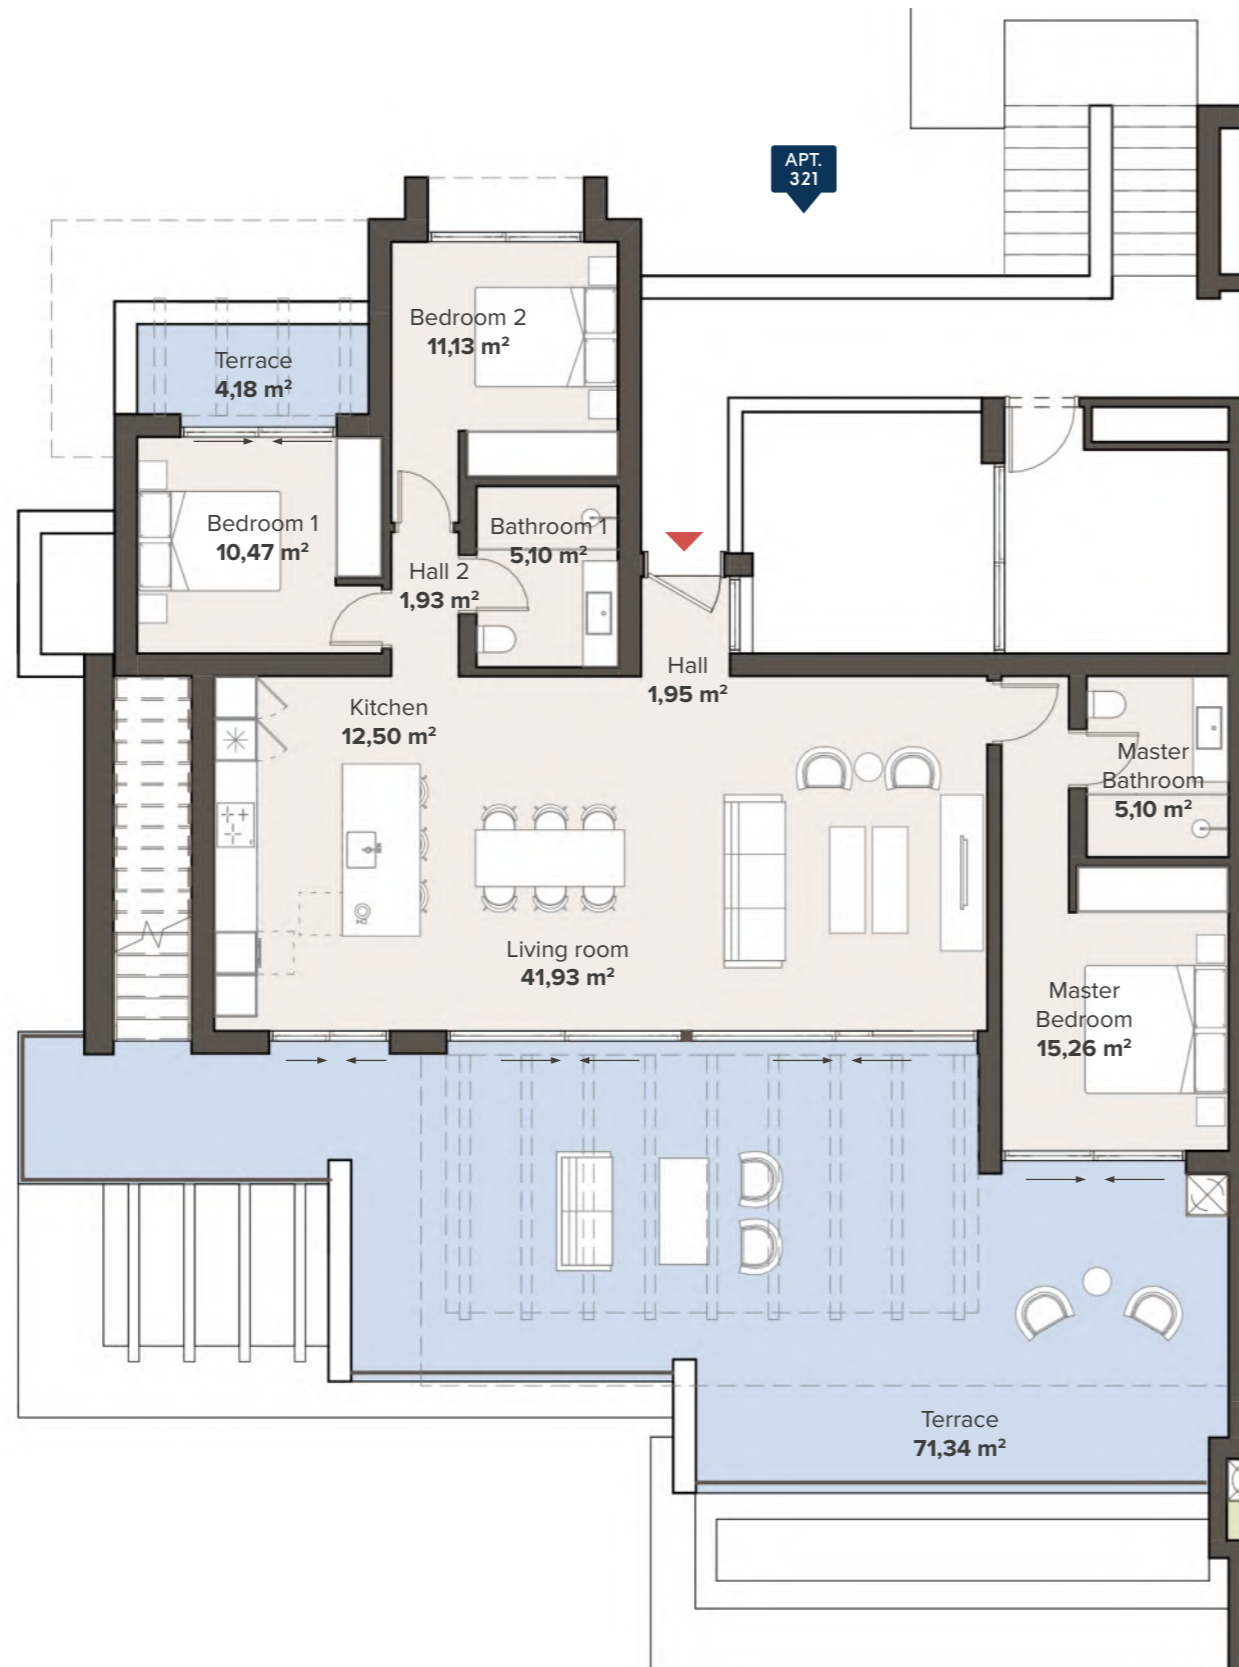 APT.
321
Bedroom 2
11,13 m²
Terrace
4,18 m²
Bedroom 1
10,47 m²
Bathroom 1
5,10 m²
Hall 2
1,93 m²
Hall
1,95 m²
Kitchen
12,50 m²
Master
Bathroom
5,10 m²
Living room
41,93 m²
Master
Bedroom
15,26 m²
Terrace
71,34 m²